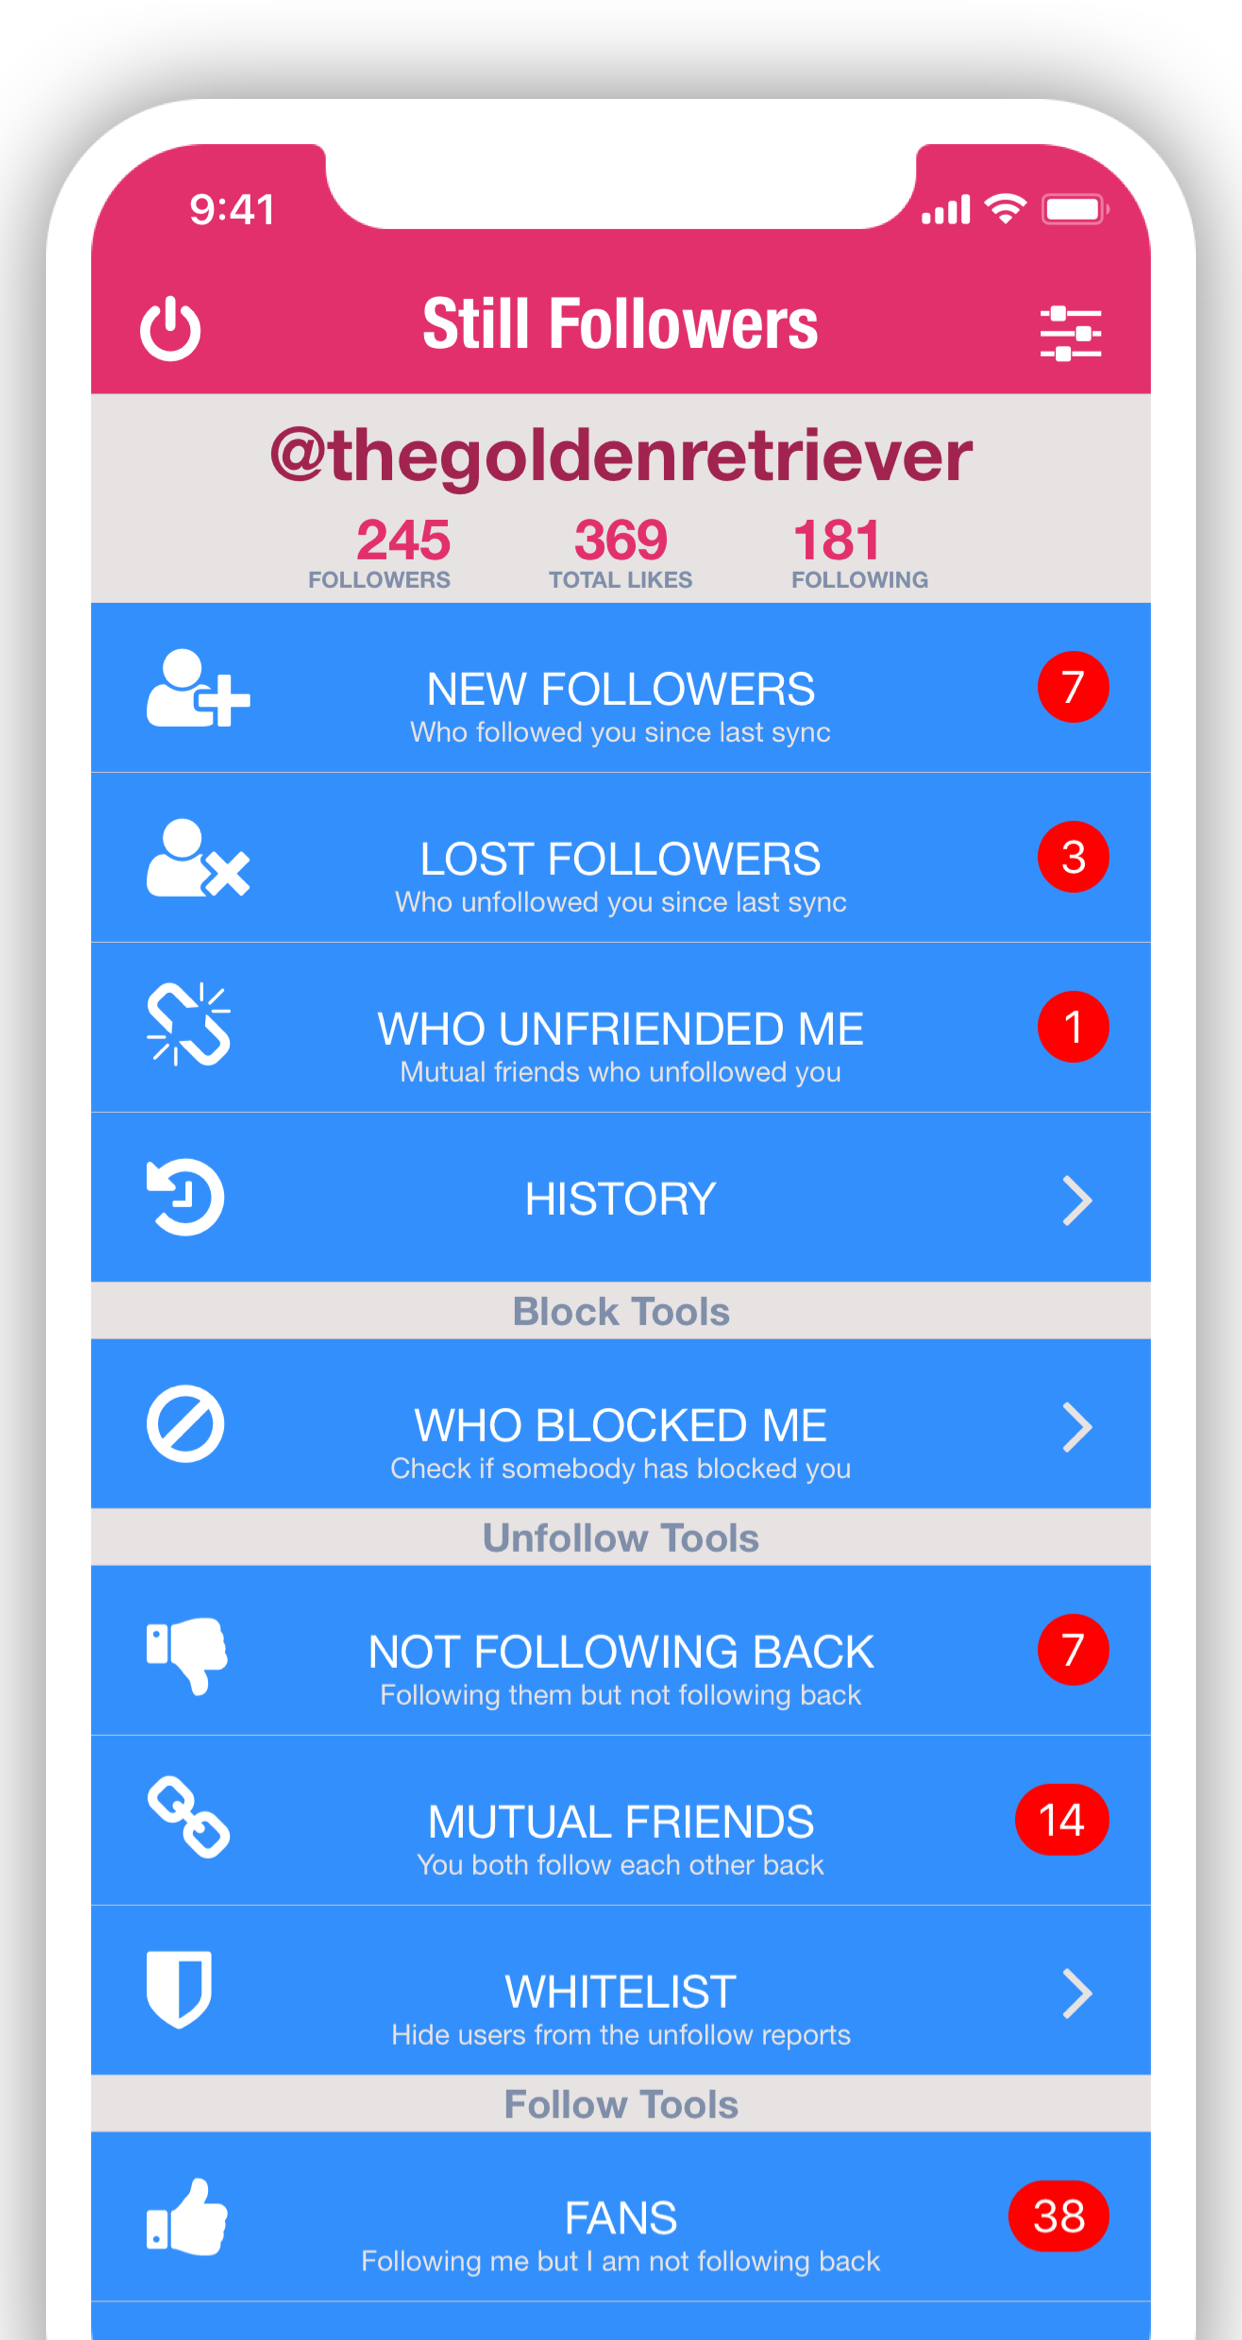 9:41
Still Followers
@thegoldenretriever
245 369 181
FOLLOWERS TOTAL LIKES FOLLOWING
NEW FOLLOWERS
Who followed you since last sync
7
LOST FOLLOWERS
Who unfollowed you since last sync
3
WHO UNFRIENDED ME
Mutual friends who unfollowed you
1
HISTORY
Block Tools
WHO BLOCKED ME
Check if somebody has blocked you
Unfollow Tools
NOT FOLLOWING BACK
Following them but not following back
7
MUTUAL FRIENDS
You both follow each other back
14
WHITELIST
Hide users from the unfollow reports
Follow Tools
FANS
Following me but I am not following back
38